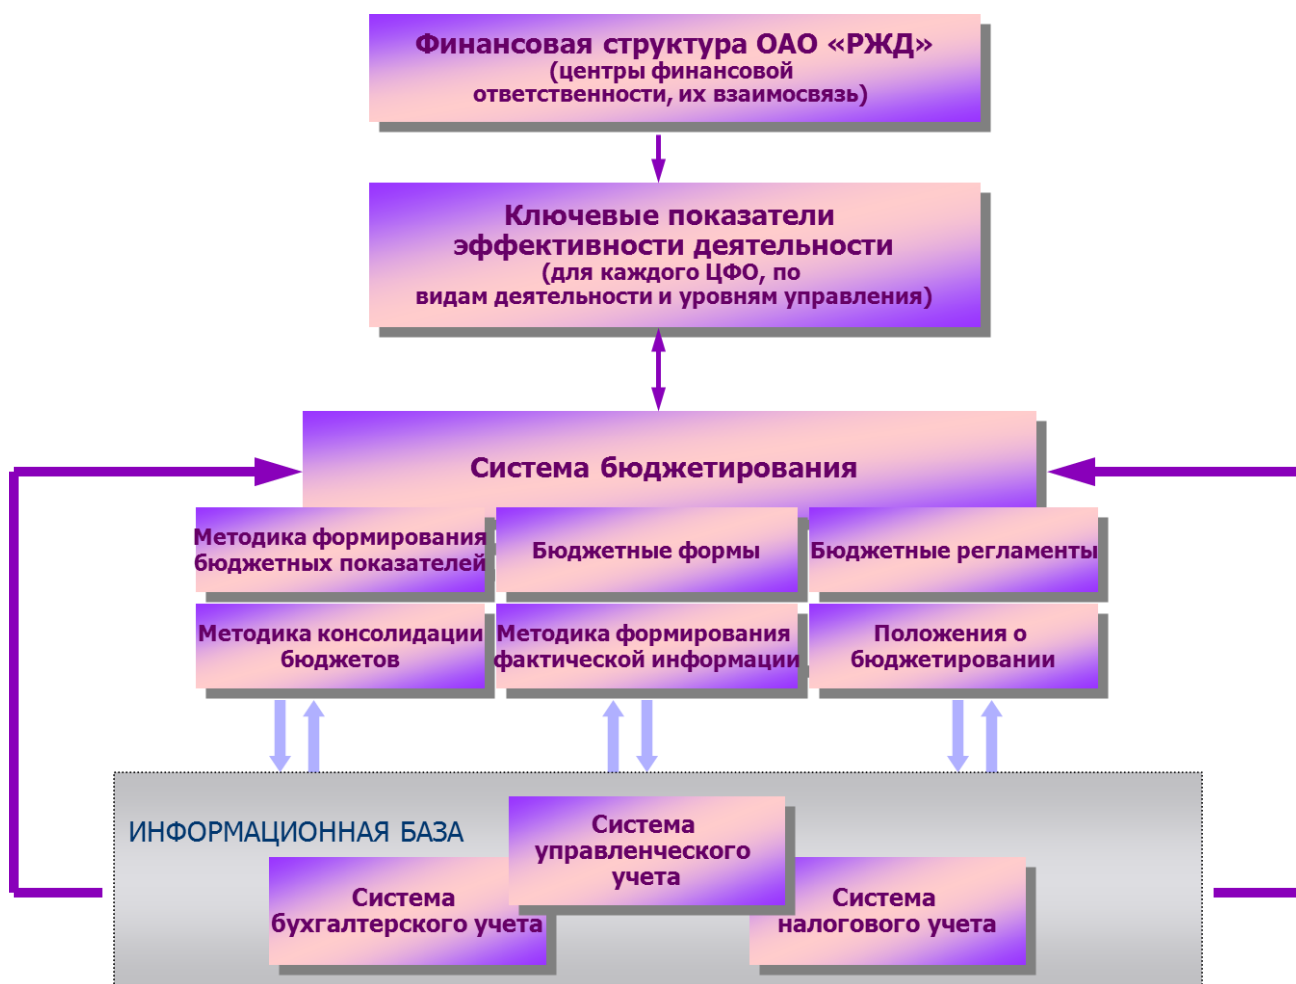 Финансовая структура ОАО «РЖД»
(центры финансовой
ответственности, их взаимосвязь)
Ключевые показатели
эффективности деятельности
(для каждого ЦФО, по
видам деятельности и уровням управления)
Система бюджетирования
Методика формирования
бюджетных показателей
Бюджетные формы
Бюджетные регламенты
Методика консолидации
бюджетов
Методика формирования
фактической информации
Положения о
бюджетировании
ИНФОРМАЦИОННАЯ БАЗА
Система
управленческого
учета
Система
бухгалтерского учета
Система
налогового учета